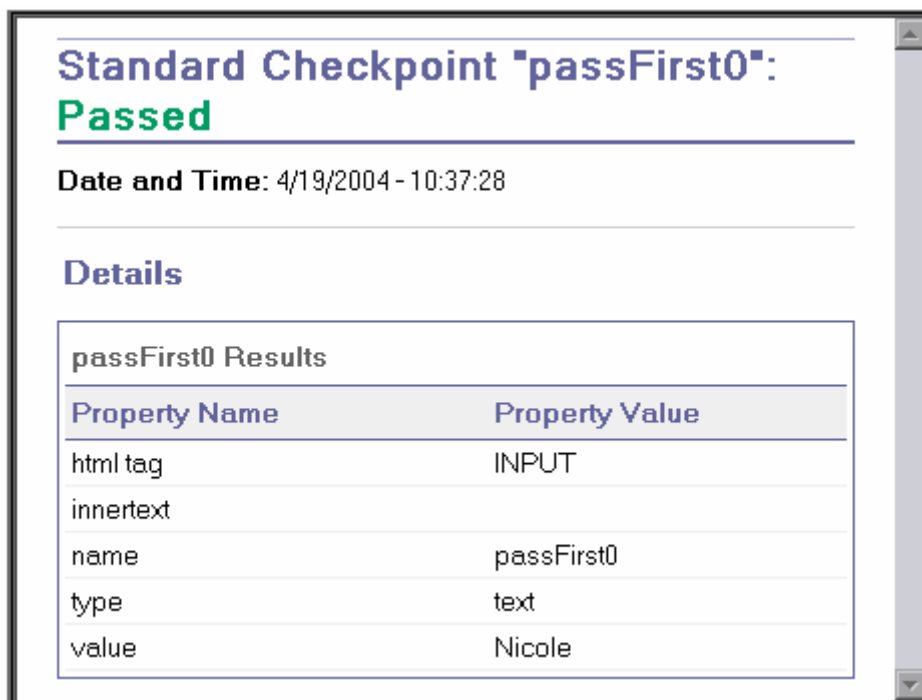 Standard Checkpoint "passFirst0":
Passed
Date and Time: 4/19/2004 - 10:37:28
Details
passFirst0 Results
Property Name Property Value
html tag INPUT
innertext
name passFirst0
type text
value Nicole